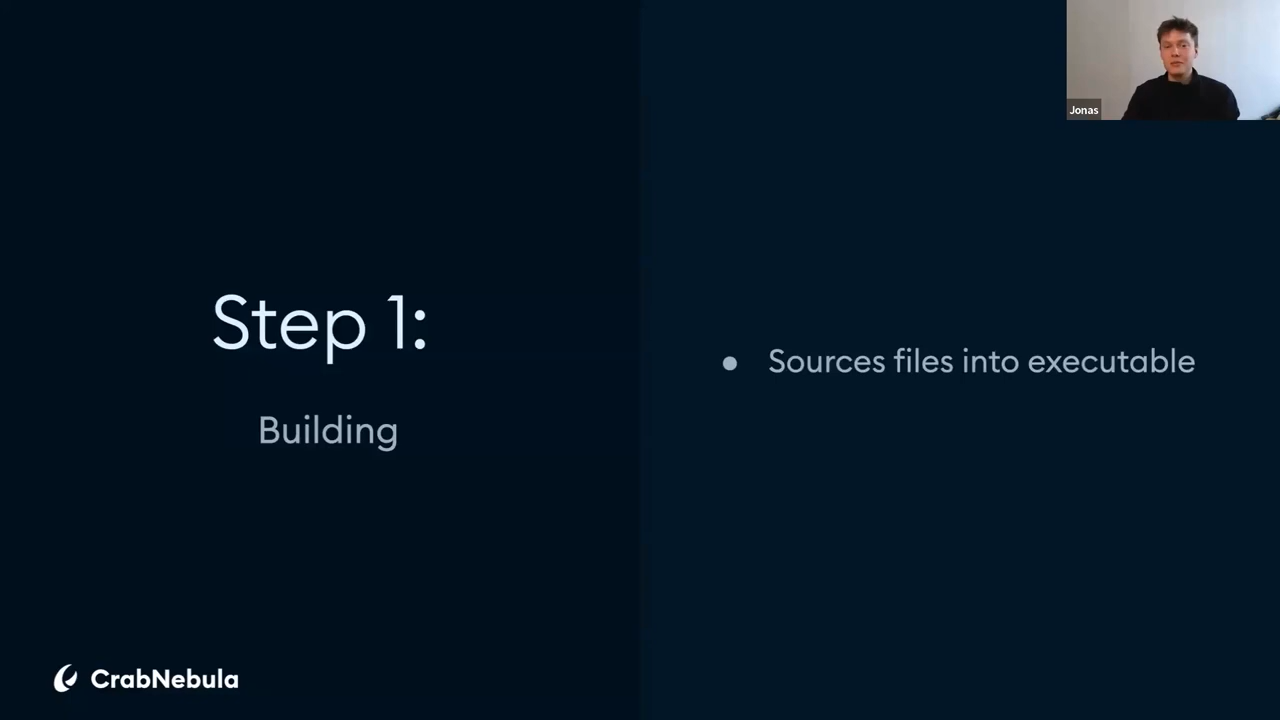 Jonas
Step 1:
Building
● Sources files into executable
CrabNebula